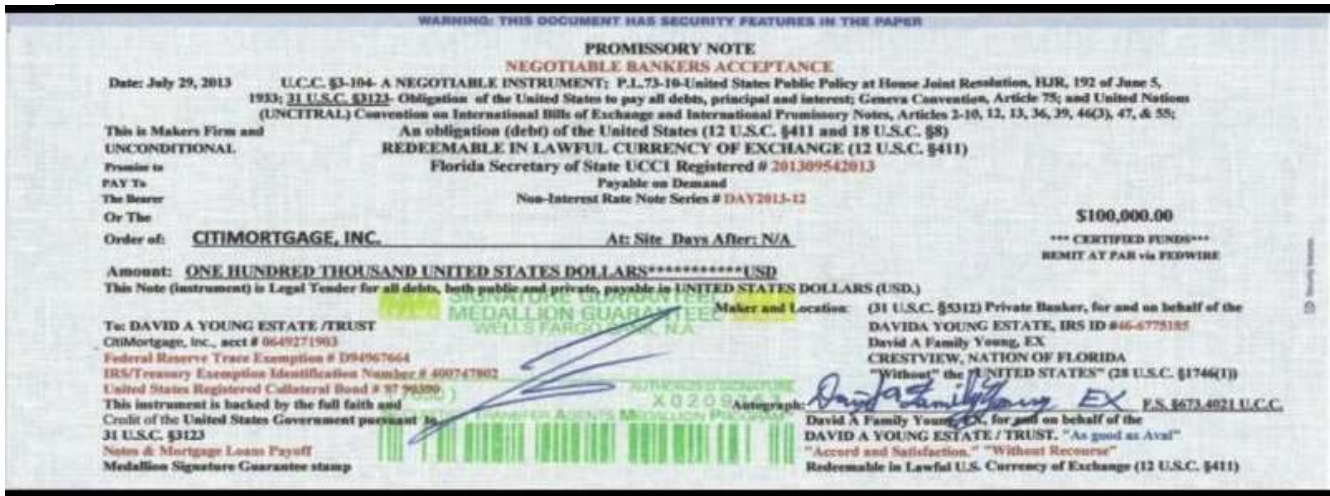 WARNING: THIS DOCUMENT HAS SECURITY FEATURES IN THE PAPER
PROMISSORY NOTE
NEGOTIABLE BANKERS ACCEPTANCE
Date: July 29, 2013 U.C.C. §3-104- A NEGOTIABLE INSTRUMENT; P.L.73-10-United States Public Policy at House Joint Resolution, HJR, 192 of June 5,
1933; 31 U.S.C. §3123- Obligation of the United States to pay all debts, principal and interest; Geneva Convention, Article 75; and United Nations
(UNCITRAL) Convention on International Bills of Exchange and International Promissory Notes, Articles 2-10, 12, 13, 36, 39, 46(3), 47, & 55;
This is Makers Firm and An obligation (debt) of the United States (12 U.S.C. §411 and 18 U.S.C. §8)
UNCONDITIONAL REDEEMABLE IN LAWFUL CURRENCY OF EXCHANGE (12 U.S.C. §411)
Promise to Florida Secretary of State UCC1 Registered # 201309542013
PAY To Payable on Demand
The Bearer Non-Interest Rate Note Series # DAY2013-12
Or The $100,000.00
Order of: CITIMORTGAGE, INC. At: Site Days After: N/A *** CERTIFIED FUNDS***
REMIT AT PAR via FEDWIRE
Amount: ONE HUNDRED THOUSAND UNITED STATES DOLLARS***********USD
This Note (instrument) is Legal Tender for all debts, both public and private, payable in UNITED STATES DOLLARS (USD.)
SIGNATURE GUARANTEED
MEDALLION GUARANTEED
WELLS FARGO BANK, N.A.
Maker and Location: (31 U.S.C. §5312) Private Banker, for and on behalf of the
To: DAVID A YOUNG ESTATE /TRUST DAVIDA YOUNG ESTATE, IRS ID #46-6775185
CitiMortgage, Inc., acct # 0649271903 David A Family Young, EX
Federal Reserve Trace Exemption # D94967664 CRESTVIEW, NATION OF FLORIDA
IRS/Treasury Exemption Identification Number # 400747802 "Without" the "UNITED STATES" (28 U.S.C. §1746(1))
United States Registered Collateral Bond # 97 90390
AUTHORIZED SIGNATURE
X0209163
This instrument is backed by the full faith and Autograph: David A Family Young EX F.S. §673.4021 U.C.C.
Credit of the United States Government pursuant to David A Family Young, EX, for and on behalf of the
TRANSFER AGENTS MEDALLION PROGRAM
31 U.S.C. §3123 DAVID A YOUNG ESTATE / TRUST. "As good as Aval"
Notes & Mortgage Loans Payoff "Accord and Satisfaction." "Without Recourse"
Medallion Signature Guarantee stamp Redeemable in Lawful U.S. Currency of Exchange (12 U.S.C. §411)